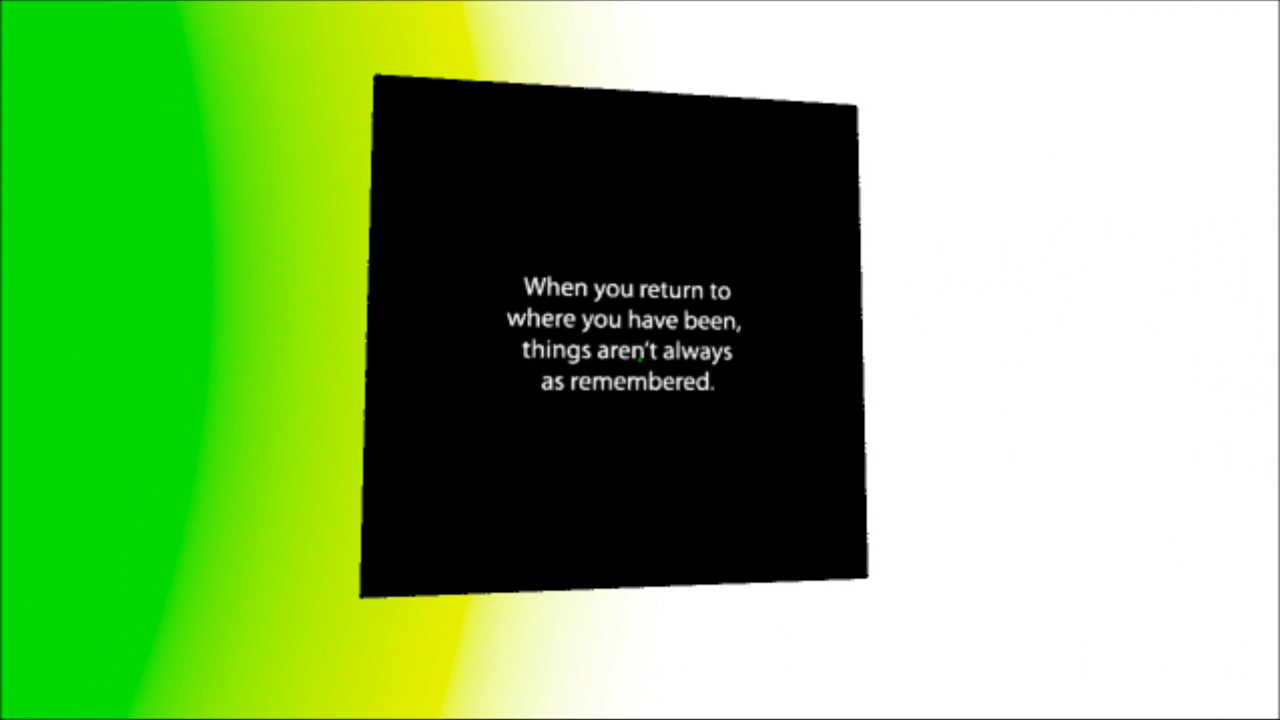 When you return to
where you have been,
things aren't always
as remembered.